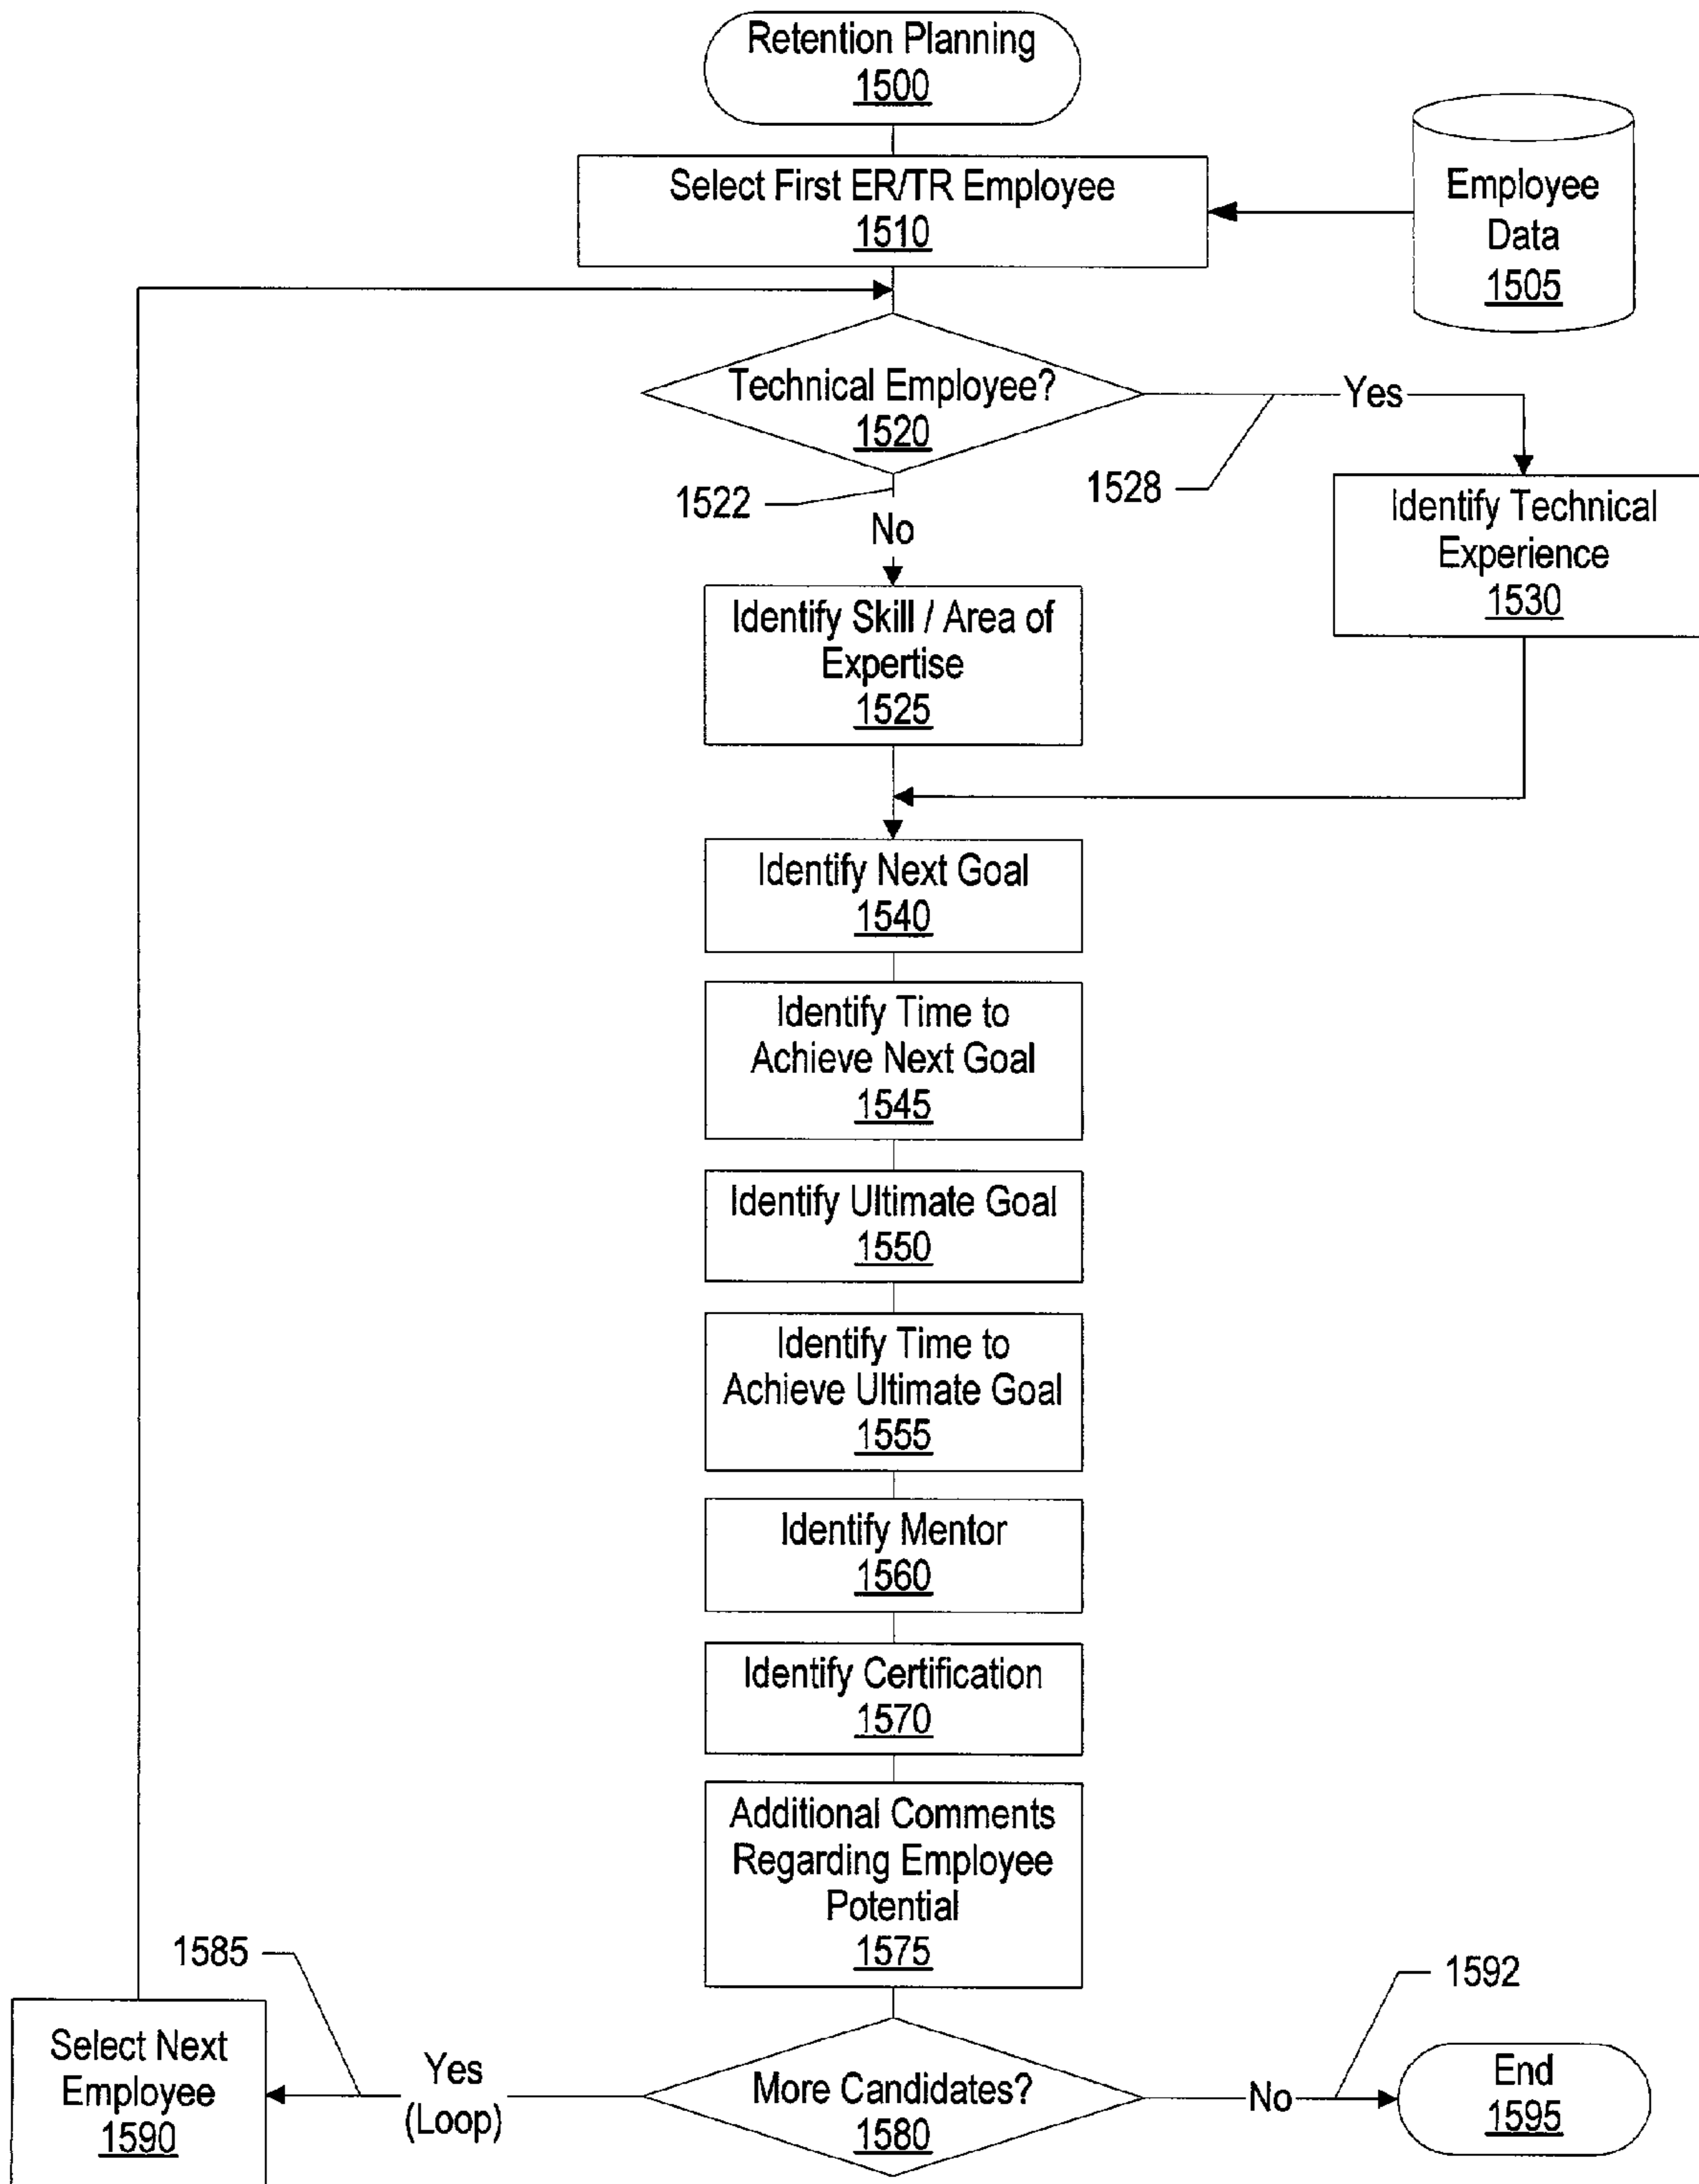 Retention Planning
1500
Select First ER/TR Employee
1510
Employee
Data
1505
Technical Employee?
1520
Yes
1522
1528
No
Identify Technical
Experience
1530
Identify Skill / Area of
Expertise
1525
Identify Next Goal
1540
Identify Time to
Achieve Next Goal
1545
Identify Ultimate Goal
1550
Identify Time to
Achieve Ultimate Goal
1555
Identify Mentor
1560
Identify Certification
1570
Additional Comments
Regarding Employee
Potential
1575
1585
1592
Select Next
Employee
1590
Yes
(Loop)
More Candidates?
1580
No
End
1595